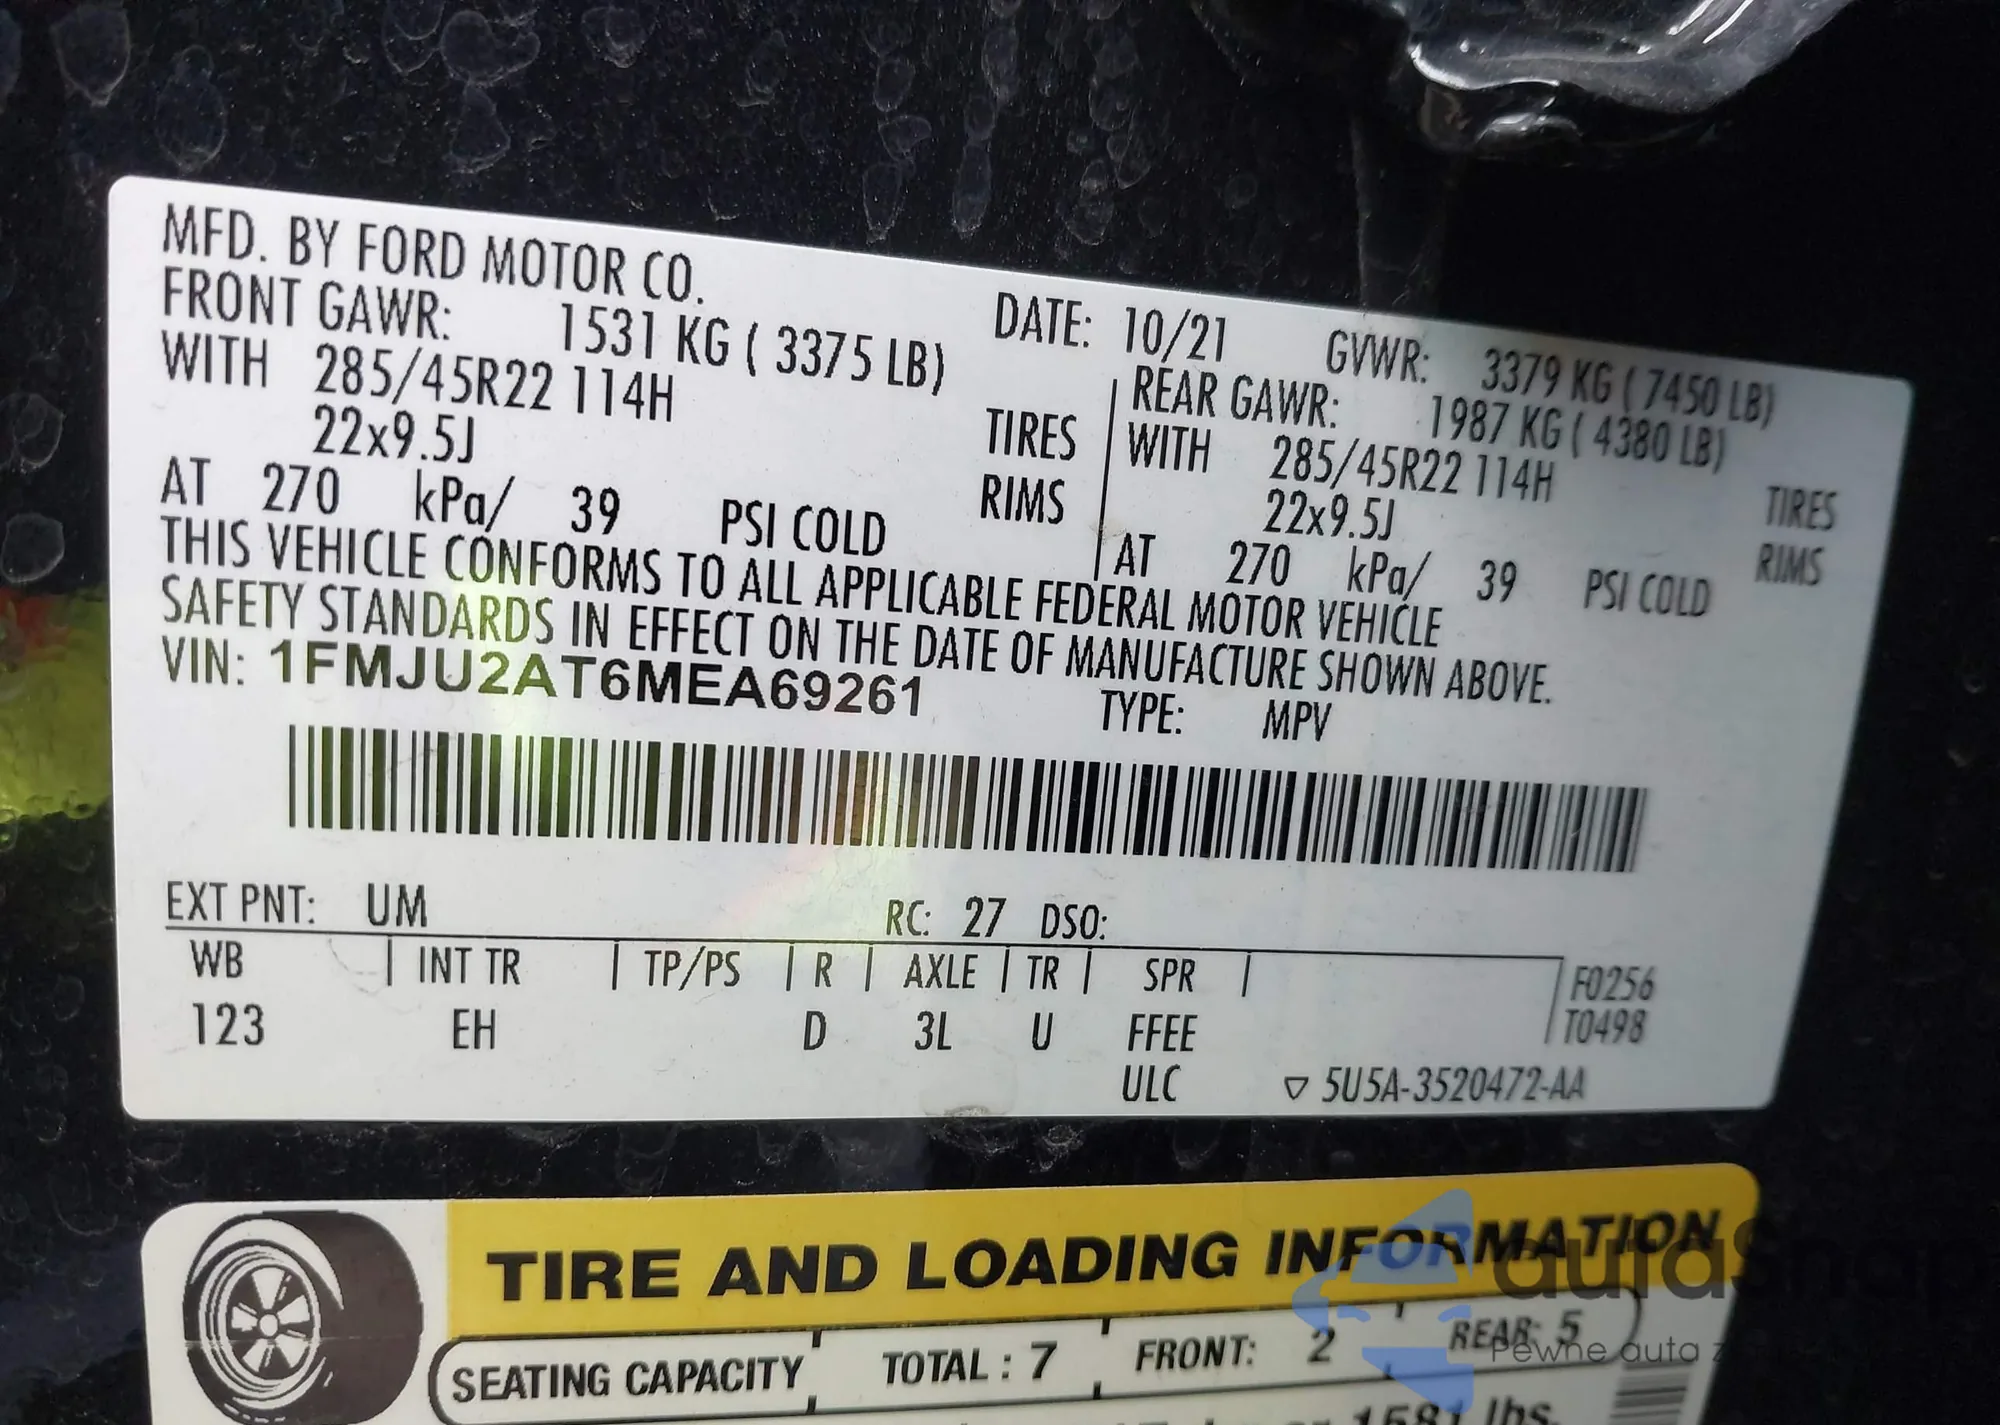 MFD. BY FORD MOTOR CO.
DATE: 10/21 GVWR: 3379 KG ( 7450 LB)
FRONT GAWR: 1531 KG ( 3375 LB)
REAR GAWR: 1987 KG ( 4380 LB)
WITH 285/45R22 114H TIRES
WITH 285/45R22 114H TIRES
22x9.5J RIMS
22x9.5J RIMS
AT 270 kPa/ 39 PSI COLD
AT 270 kPa/ 39 PSI COLD
THIS VEHICLE CONFORMS TO ALL APPLICABLE FEDERAL MOTOR VEHICLE
SAFETY STANDARDS IN EFFECT ON THE DATE OF MANUFACTURE SHOWN ABOVE.
VIN: 1FMJU2AT6MEA69261
TYPE: MPV
EXT PNT: UM RC: 27 DSO:
WB INT TR TP/PS R AXLE TR SPR F0256
123 EH D 3L U FFEE T0498
ULC 5U5A-3520472-AA
TIRE AND LOADING INFORMATION
SEATING CAPACITY TOTAL : 7 FRONT: 2 REAR: 5
1581 lbs.
Pewne auta